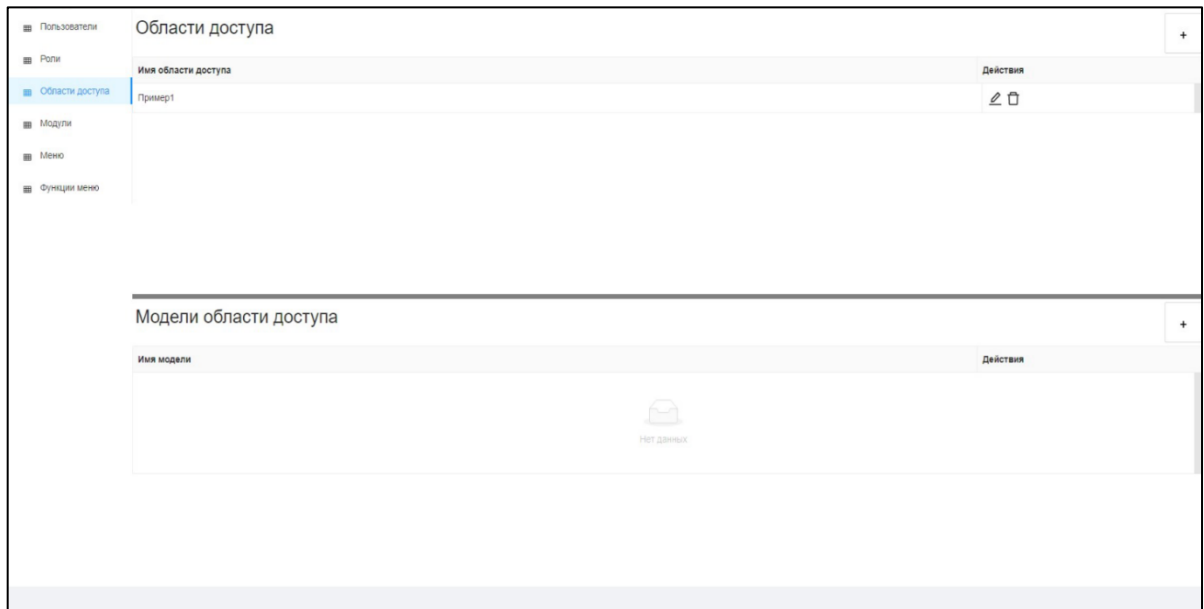 Пользователи
Роли
Области доступа
Модули
Меню
Функции меню
Области доступа
+
Имя области доступа
Действия
Пример1
Модели области доступа
+
Имя модели
Действия
Нет данных